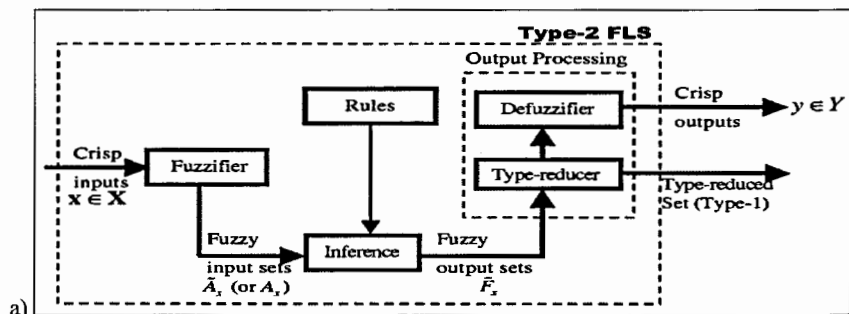 Type-2 FLS
Output Processing
Rules
Defuzzifier
Crisp
outputs
y ∈ Y
Crisp
inputs
x ∈ X
Fuzzifier
Type-reducer
Type-reduced
Set (Type-1)
Fuzzy
input sets
Ã_x (or A_x)
Inference
Fuzzy
output sets
F̃_x
a)